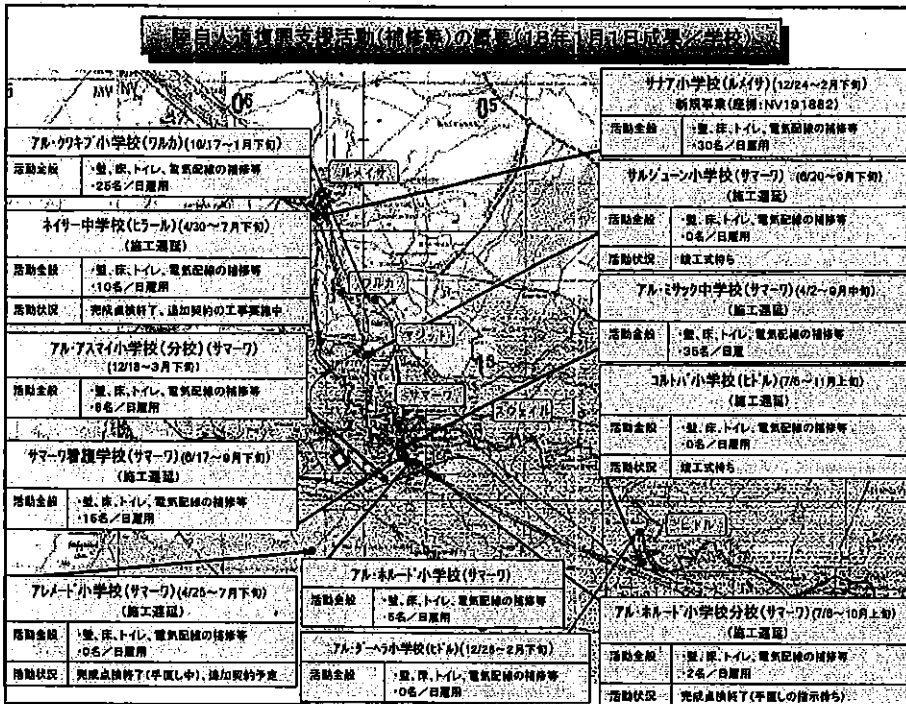 陸自人道復興支援活動(補修等)の概要(18年1月1日成果／学校)
アル・クリキブ小学校(ワルカ)(10/17～1月下旬)
活動全般
・壁、床、トイレ、電気配線の補修等
・25名／日雇用
ネイサー中学校(ヒラール)(4/30～7月下旬)
(施工遅延)
活動全般
・壁、床、トイレ、電気配線の補修等
・10名／日雇用
活動状況
完成点検終了、追加契約の工事実施中
アル・アスマイ小学校(分校)(サマーワ)
(12/18～3月下旬)
活動全般
・壁、床、トイレ、電気配線の補修等
・8名／日雇用
サマーワ看護学校(サマーワ)(6/17～9月下旬)
(施工遅延)
活動全般
・壁、床、トイレ、電気配線の補修等
・15名／日雇用
アレメード小学校(サマーワ)(4/25～7月下旬)
(施工遅延)
活動全般
・壁、床、トイレ、電気配線の補修等
・0名／日雇用
活動状況
完成点検終了(手直し中)、追加契約予定
MV
NV
06
05
ルメイサ
ワルカ
マジッド
サマーワ
スウェイル
ヒドル
アル・ホルード小学校(サマーワ)
活動全般
・壁、床、トイレ、電気配線の補修等
・5名／日雇用
アル・ダーヘラ小学校(ヒドル)(12/28～2月下旬)
活動全般
・壁、床、トイレ、電気配線の補修等
・0名／日雇用
サナア小学校(ルメイサ)(12/24～2月下旬)
新規事業(座標:NV191882)
活動全般
・壁、床、トイレ、電気配線の補修等
・30名／日雇用
サルジューン小学校(サマーワ)(6/20～9月下旬)
(施工遅延)
活動全般
・壁、床、トイレ、電気配線の補修等
・0名／日雇用
活動状況
竣工式待ち
アル・ミサック中学校(サマーワ)(4/2～9月中旬)
(施工遅延)
活動全般
・壁、床、トイレ、電気配線の補修等
・35名／日雇
コルトバ小学校(ヒドル)(7/6～11月上旬)
(施工遅延)
活動全般
・壁、床、トイレ、電気配線の補修等
・0名／日雇用
活動状況
竣工式待ち
アル・ホルード小学校分校(サマーワ)(7/6～10月上旬)
(施工遅延)
活動全般
・壁、床、トイレ、電気配線の補修等
・2名／日雇用
活動状況
完成点検終了(手直しの指示待ち)